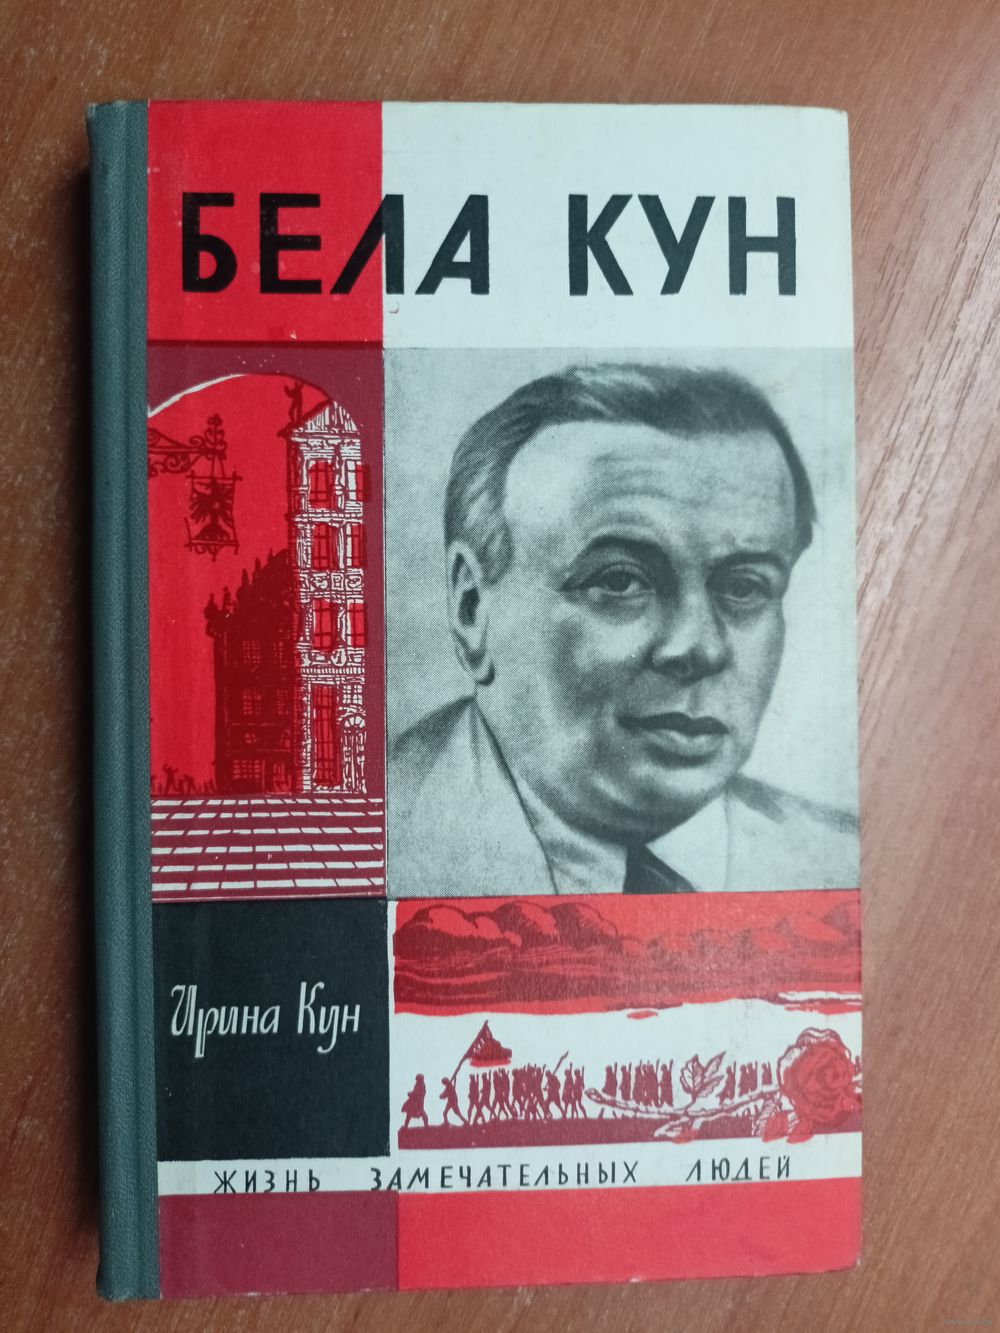 БЕЛА КУН
Ирина Кун
ЖИЗНЬ ЗАМЕЧАТЕЛЬНЫХ ЛЮДЕЙ